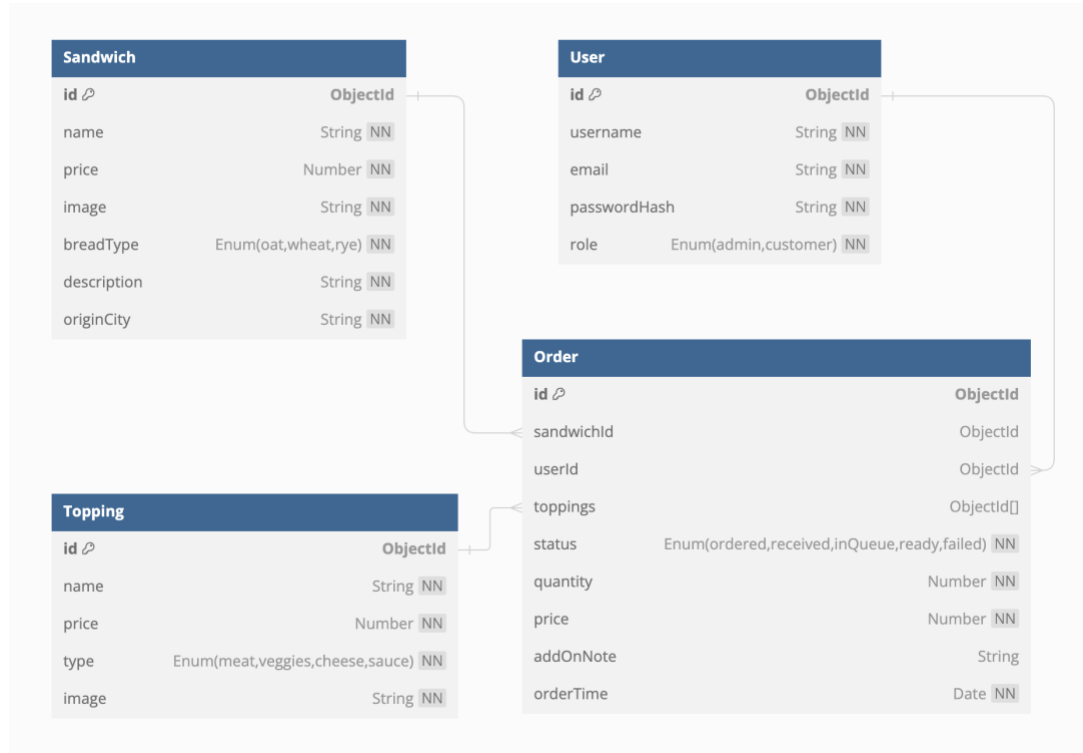 Sandwich
id ObjectId
name String NN
price Number NN
image String NN
breadType Enum(oat,wheat,rye) NN
description String NN
originCity String NN
User
id ObjectId
username String NN
email String NN
passwordHash String NN
role Enum(admin,customer) NN
Order
id ObjectId
sandwichId ObjectId
userId ObjectId
toppings ObjectId[]
status Enum(ordered,received,inQueue,ready,failed) NN
quantity Number NN
price Number NN
addOnNote String
orderTime Date NN
Topping
id ObjectId
name String NN
price Number NN
type Enum(meat,veggies,cheese,sauce) NN
image String NN